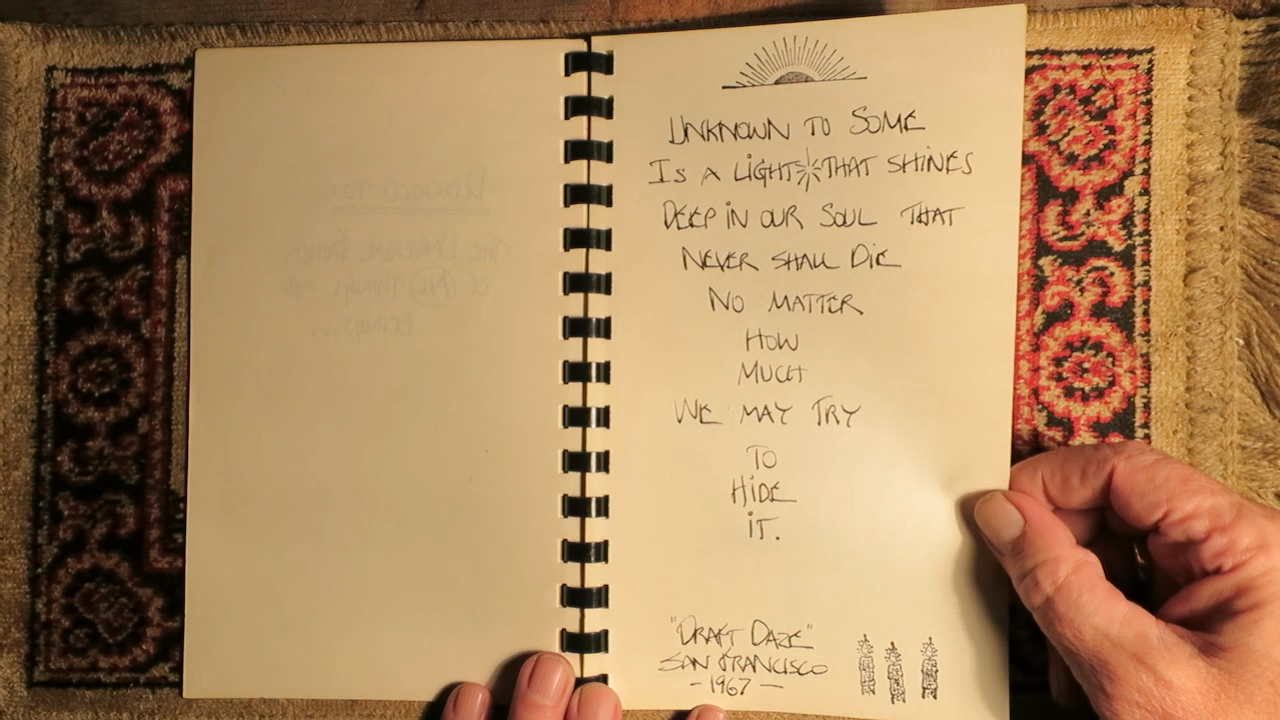 UNKNOWN TO SOME
IS A LIGHT THAT SHINES
DEEP IN OUR SOUL THAT
NEVER SHALL DIE
NO MATTER
HOW
MUCH
WE MAY TRY
TO
HIDE
IT.
"DRAFT DAZE"
SAN FRANCISCO
- 1967 -